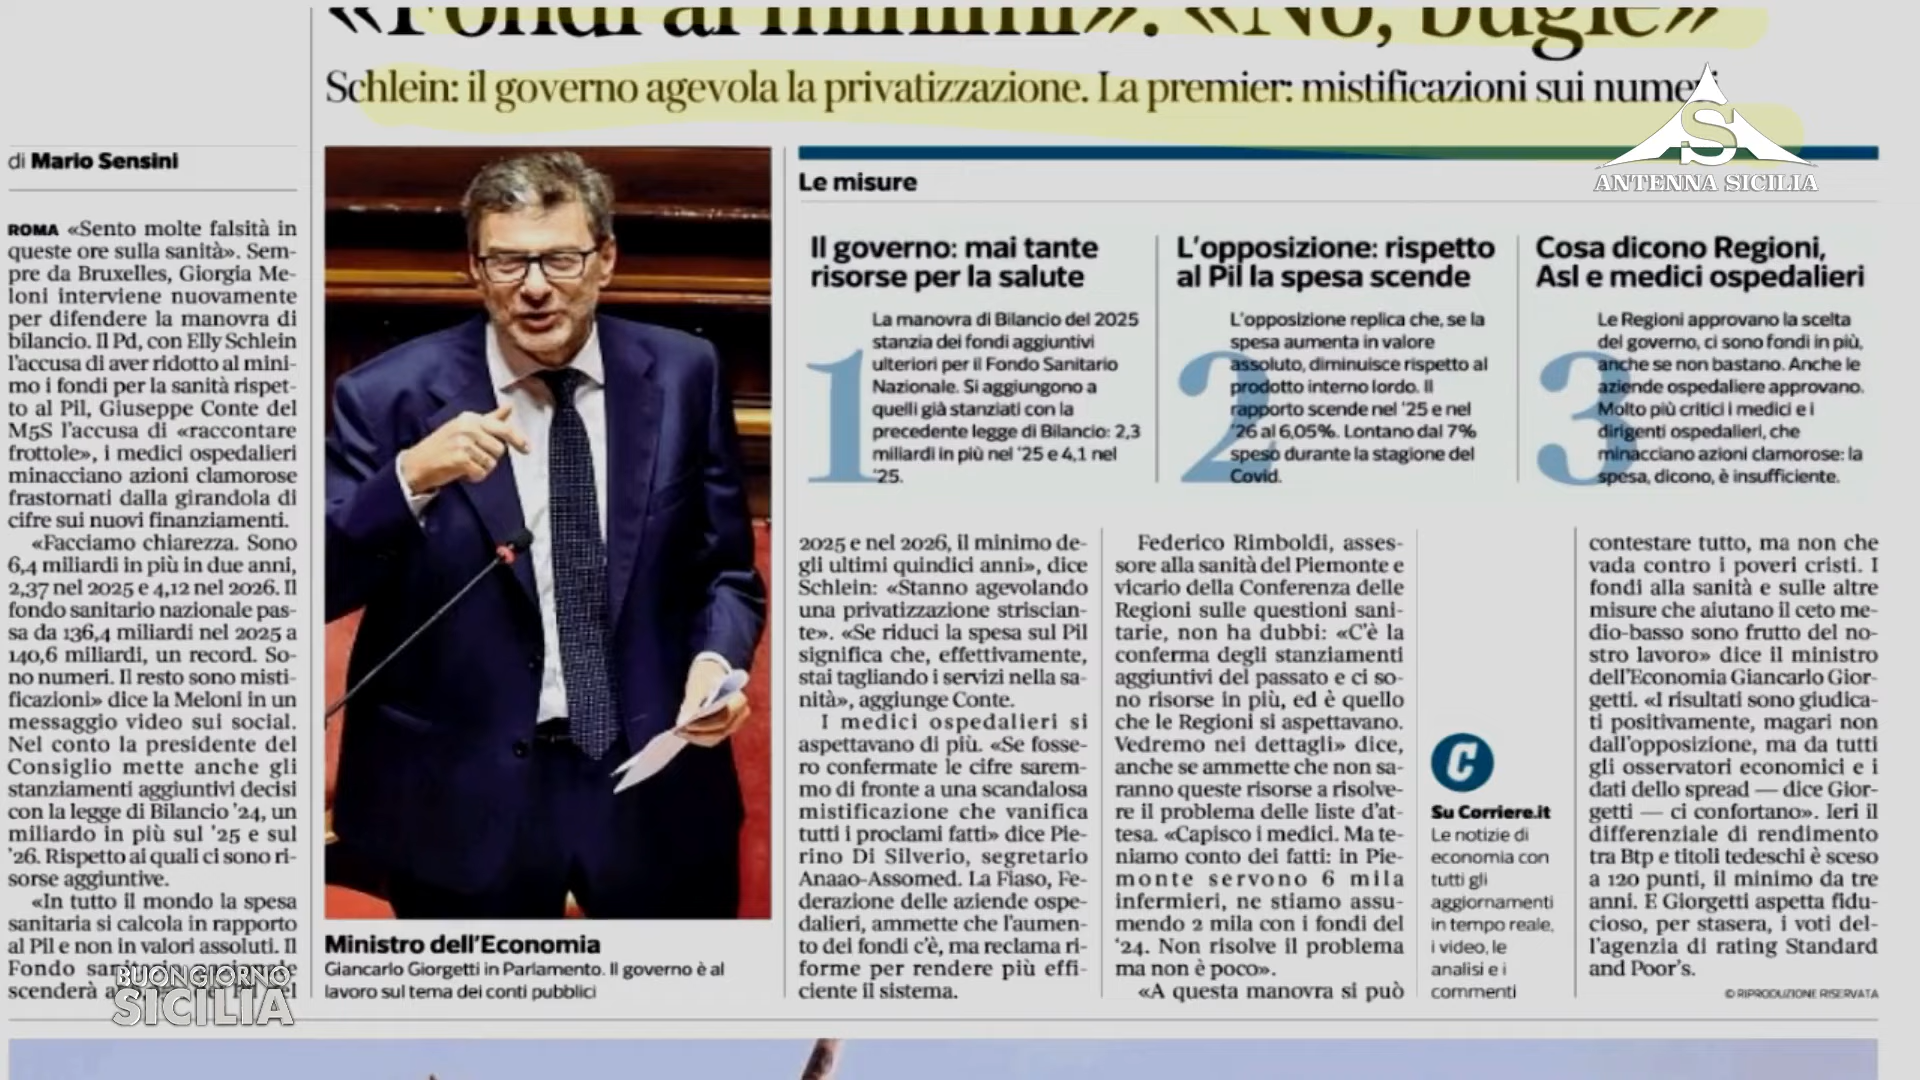 «Fondi ai minimi». «No, bugie»
Schlein: il governo agevola la privatizzazione. La premier: mistificazioni sui numeri
ANTENNA SICILIA
di Mario Sensini
ROMA «Sento molte falsità in
queste ore sulla sanità». Sem-
pre da Bruxelles, Giorgia Me-
loni interviene nuovamente
per difendere la manovra di
bilancio. Il Pd, con Elly Schlein
l'accusa di aver ridotto al mini-
mo i fondi per la sanità rispet-
to al Pil, Giuseppe Conte del
M5S l'accusa di «raccontare
frottole», i medici ospedalieri
minacciano azioni clamorose
frastornati dalla girandola di
cifre sui nuovi finanziamenti.
«Facciamo chiarezza. Sono
6,4 miliardi in più in due anni,
2,37 nel 2025 e 4,12 nel 2026. Il
fondo sanitario nazionale pas-
sa da 136,4 miliardi nel 2025 a
140,6 miliardi, un record. So-
no numeri. Il resto sono misti-
ficazioni» dice la Meloni in un
messaggio video sui social.
Nel conto la presidente del
Consiglio mette anche gli
stanziamenti aggiuntivi decisi
con la legge di Bilancio '24, un
miliardo in più sul '25 e sul
'26. Rispetto ai quali ci sono ri-
sorse aggiuntive.
«In tutto il mondo la spesa
sanitaria si calcola in rapporto
al Pil e non in valori assoluti. Il
Fondo sanitario nazionale
scenderà
BUONGIORNO
SICILIA
Ministro dell'Economia
Giancarlo Giorgetti in Parlamento. Il governo è al
lavoro sul tema dei conti pubblici
Le misure
Il governo: mai tante
risorse per la salute
1
La manovra di Bilancio del 2025
stanzia dei fondi aggiuntivi
ulteriori per il Fondo Sanitario
Nazionale. Si aggiungono a
quelli già stanziati con la
precedente legge di Bilancio: 2,3
miliardi in più nel '25 e 4,1 nel
'25.
L'opposizione: rispetto
al Pil la spesa scende
2
L'opposizione replica che, se la
spesa aumenta in valore
assoluto, diminuisce rispetto al
prodotto interno lordo. Il
rapporto scende nel '25 e nel
'26 al 6,05%. Lontano dal 7%
speso durante la stagione del
Covid.
Cosa dicono Regioni,
Asl e medici ospedalieri
3
Le Regioni approvano la scelta
del governo, ci sono fondi in più,
anche se non bastano. Anche le
aziende ospedaliere approvano.
Molto più critici i medici e i
dirigenti ospedalieri, che
minacciano azioni clamorose: la
spesa, dicono, è insufficiente.
2025 e nel 2026, il minimo de-
gli ultimi quindici anni», dice
Schlein: «Stanno agevolando
una privatizzazione striscian-
te». «Se riduci la spesa sul Pil
significa che, effettivamente,
stai tagliando i servizi nella sa-
nità», aggiunge Conte.
I medici ospedalieri si
aspettavano di più. «Se fosse-
ro confermate le cifre sarem-
mo di fronte a una scandalosa
mistificazione che vanifica
tutti i proclami fatti» dice Pie-
rino Di Silverio, segretario
Anaao-Assomed. La Fiaso, Fe-
derazione delle aziende ospe-
dalieri, ammette che l'aumen-
to dei fondi c'è, ma reclama ri-
forme per rendere più effi-
ciente il sistema.
Federico Rimboldi, asses-
sore alla sanità del Piemonte e
vicario della Conferenza delle
Regioni sulle questioni sani-
tarie, non ha dubbi: «C'è la
conferma degli stanziamenti
aggiuntivi del passato e ci so-
no risorse in più, ed è quello
che le Regioni si aspettavano.
Vedremo nei dettagli» dice,
anche se ammette che non sa-
ranno queste risorse a risolve-
re il problema delle liste d'at-
tesa. «Capisco i medici. Ma te-
niamo conto dei fatti: in Pie-
monte servono 6 mila
infermieri, ne stiamo assu-
mendo 2 mila con i fondi del
'24. Non risolve il problema
ma non è poco».
«A questa manovra si può
C
Su Corriere.it
Le notizie di
economia con
tutti gli
aggiornamenti
in tempo reale,
i video, le
analisi e i
commenti
contestare tutto, ma non che
vada contro i poveri cristi. I
fondi alla sanità e sulle altre
misure che aiutano il ceto me-
dio-basso sono frutto del no-
stro lavoro» dice il ministro
dell'Economia Giancarlo Gior-
getti. «I risultati sono giudica-
ti positivamente, magari non
dall'opposizione, ma da tutti
gli osservatori economici e i
dati dello spread — dice Gior-
getti — ci confortano». Ieri il
differenziale di rendimento
tra Btp e titoli tedeschi è sceso
a 120 punti, il minimo da tre
anni. E Giorgetti aspetta fidu-
cioso, per stasera, i voti del-
l'agenzia di rating Standard
and Poor's.
© RIPRODUZIONE RISERVATA